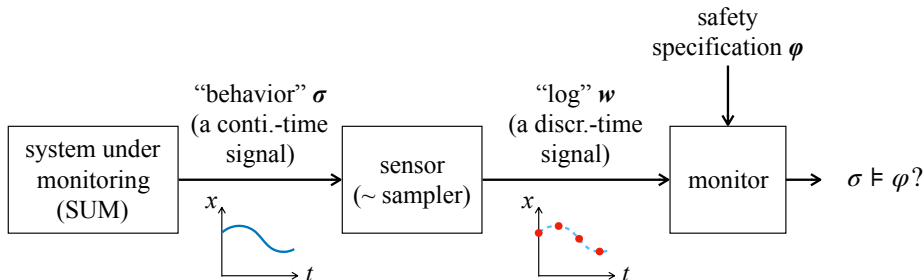 safety
specification φ
"behavior" σ
(a conti.-time
signal)
"log" w
(a discr.-time
signal)
system under
monitoring
(SUM)
sensor
(~ sampler)
monitor
σ ⊨ φ?
x
t
x
t